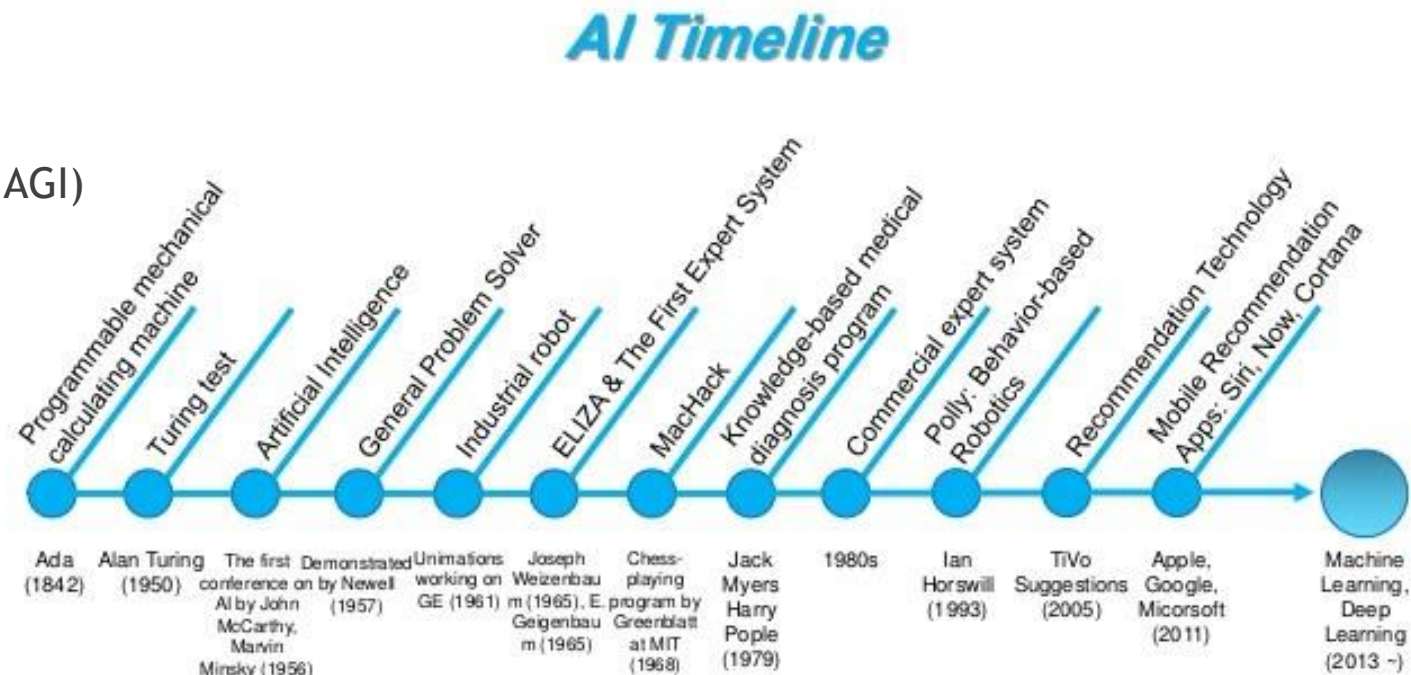 AI Timeline
AGI)
Programmable mechanical
calculating machine
Turing test
Artificial Intelligence
General Problem Solver
Industrial robot
ELIZA & The First Expert System
MacHack
Knowledge-based medical
diagnosis program
Commercial expert system
Polly: Behavior-based
Robotics
Recommendation Technology
Mobile Recommendation
Apps: Siri, Now, Cortana
Ada
(1842)
Alan Turing
(1950)
The first
conference on
AI by John
McCarthy,
Marvin
Minsky (1956)
Demonstrated
by Newell
(1957)
Unimations
working on
GE (1961)
Joseph
Weizenbau
m (1965), E.
Geigenbau
m (1965)
Chess-
playing
program by
Greenblatt
at MIT
(1968)
Jack
Myers
Harry
Pople
(1979)
1980s
Ian
Horswill
(1993)
TiVo
Suggestions
(2005)
Apple,
Google,
Micorsoft
(2011)
Machine
Learning,
Deep
Learning
(2013 ~)